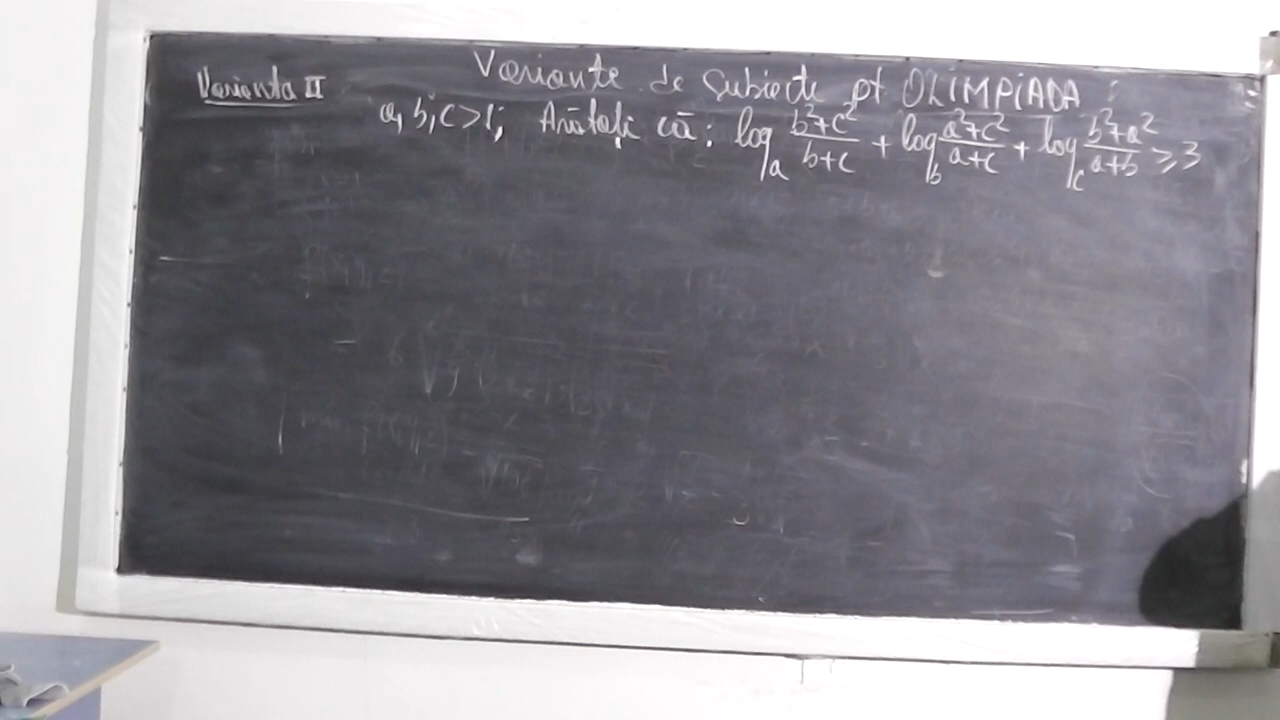 Variante de Subiecte pt OLIMPIADA :
Varianta II
a, b, c > 1; Arătați că: log_a (b²+c²)/(b+c) + log_b (a²+c²)/(a+c) + log_c (b²+a²)/(a+b) ≥ 3